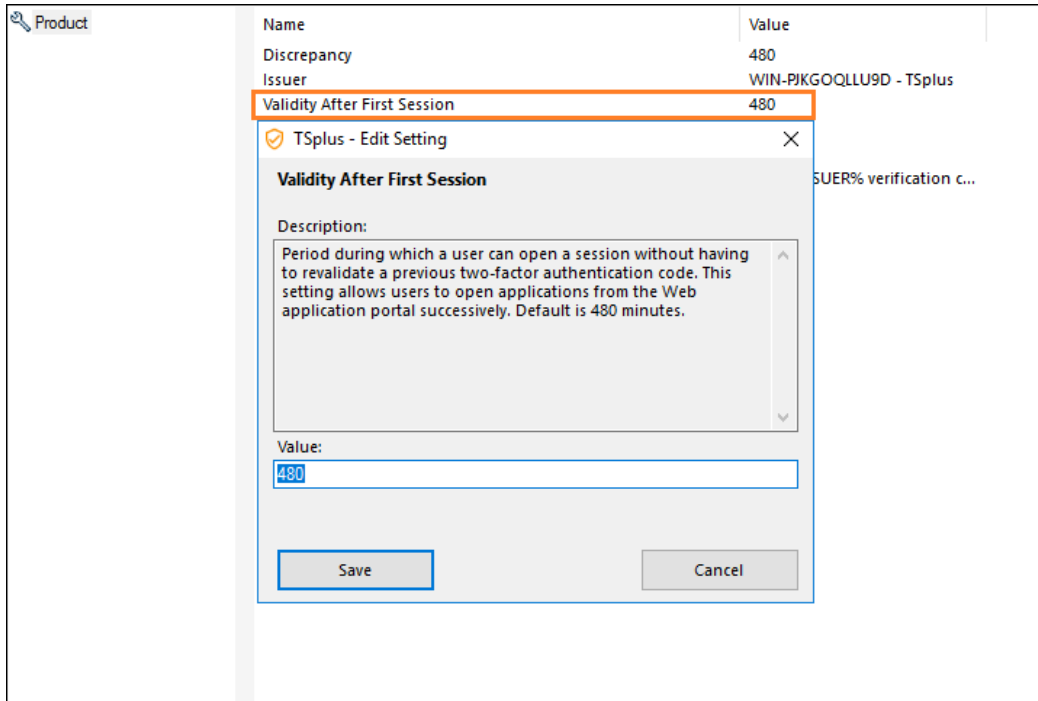 Product
Name Value
Discrepancy 480
Issuer WIN-PJKGOQLLU9D - TSplus
Validity After First Session 480
TSplus - Edit Setting
SUER% verification c...
Validity After First Session
Description:
Period during which a user can open a session without having
to revalidate a previous two-factor authentication code. This
setting allows users to open applications from the Web
application portal successively. Default is 480 minutes.
Value:
480
Save Cancel